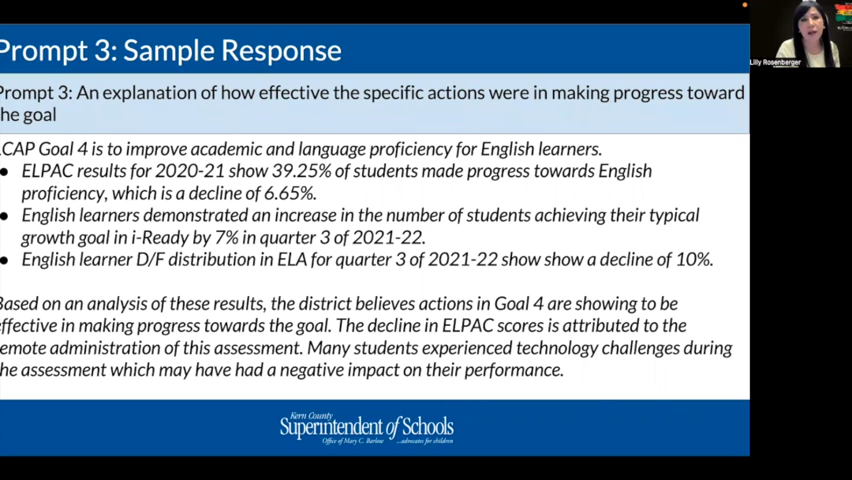 Prompt 3: Sample Response
Lilly Rosenberger
Prompt 3: An explanation of how effective the specific actions were in making progress toward
the goal
LCAP Goal 4 is to improve academic and language proficiency for English learners.
● ELPAC results for 2020-21 show 39.25% of students made progress towards English
proficiency, which is a decline of 6.65%.
● English learners demonstrated an increase in the number of students achieving their typical
growth goal in i-Ready by 7% in quarter 3 of 2021-22.
● English learner D/F distribution in ELA for quarter 3 of 2021-22 show show a decline of 10%.
Based on an analysis of these results, the district believes actions in Goal 4 are showing to be
effective in making progress towards the goal. The decline in ELPAC scores is attributed to the
remote administration of this assessment. Many students experienced technology challenges during
the assessment which may have had a negative impact on their performance.
Kern County
Superintendent of Schools
Office of Mary C. Barlow ...advocates for children